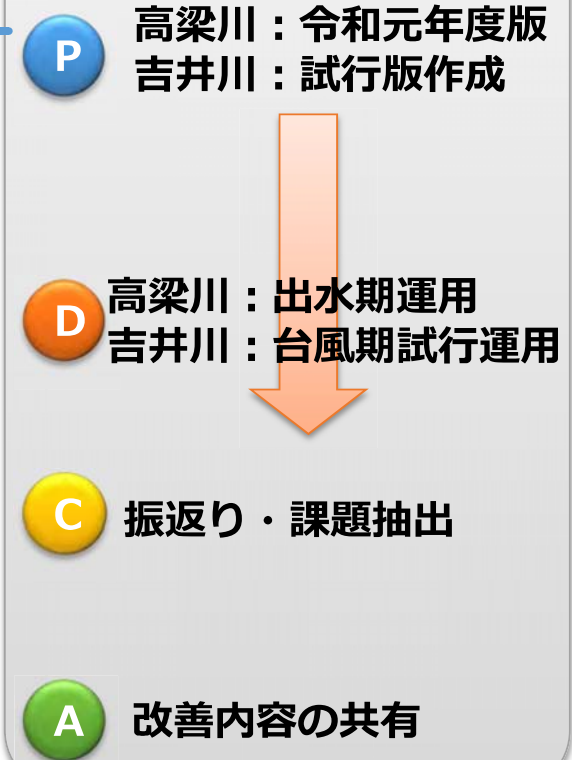 P
高梁川：令和元年度版
吉井川：試行版作成
D
高梁川：出水期運用
吉井川：台風期試行運用
C
振返り・課題抽出
A
改善内容の共有